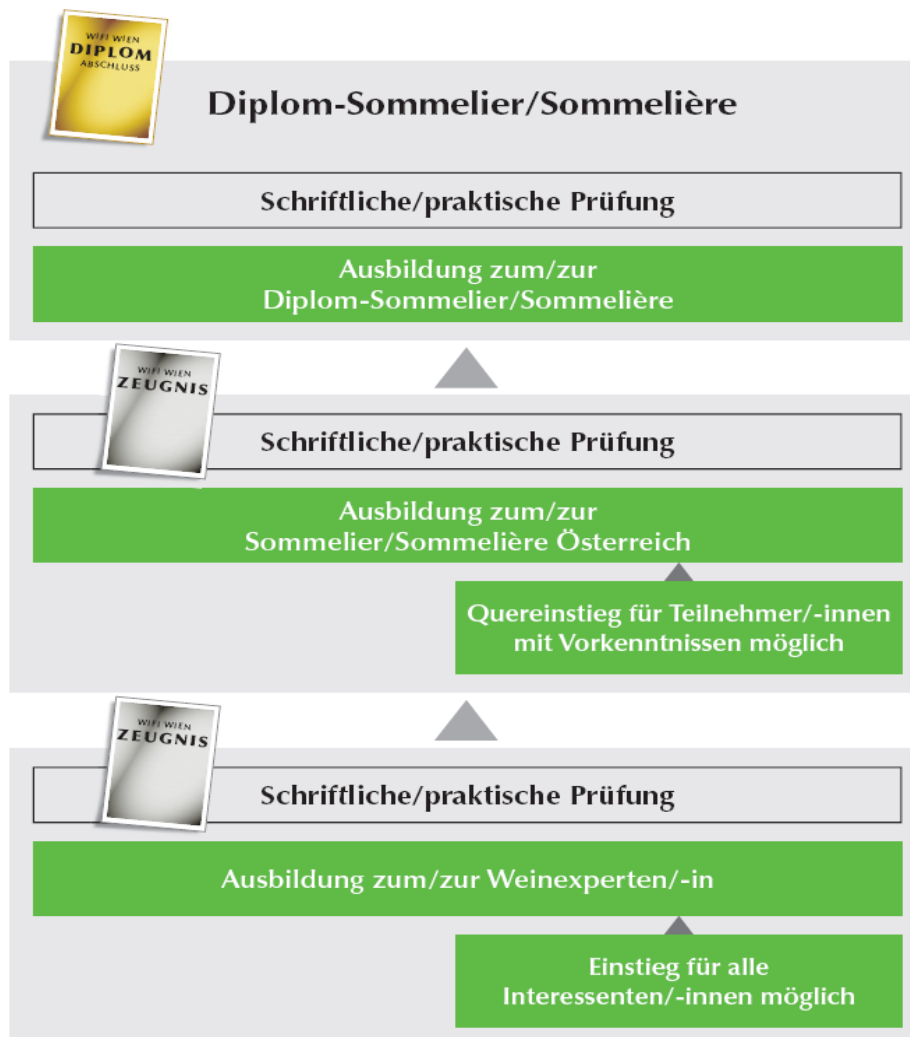 WIFI WIEN
DIPLOM
ABSCHLUSS
Diplom-Sommelier/Sommelière
Schriftliche/praktische Prüfung
Ausbildung zum/zur
Diplom-Sommelier/Sommelière
WIFI WIEN
ZEUGNIS
Schriftliche/praktische Prüfung
Ausbildung zum/zur
Sommelier/Sommelière Österreich
Quereinstieg für Teilnehmer/-innen
mit Vorkenntnissen möglich
WIFI WIEN
ZEUGNIS
Schriftliche/praktische Prüfung
Ausbildung zum/zur Weinexperten/-in
Einstieg für alle
Interessenten/-innen möglich